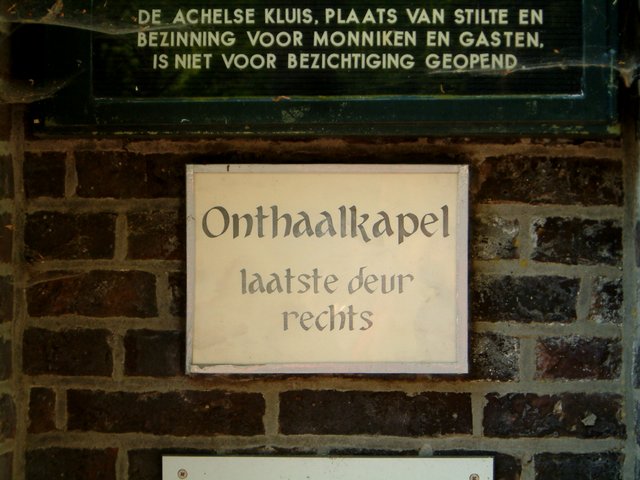 DE ACHELSE KLUIS, PLAATS VAN STILTE EN
BEZINNING VOOR MONNIKEN EN GASTEN,
IS NIET VOOR BEZICHTIGING GEOPEND.
Onthaalkapel
laatste deur
rechts